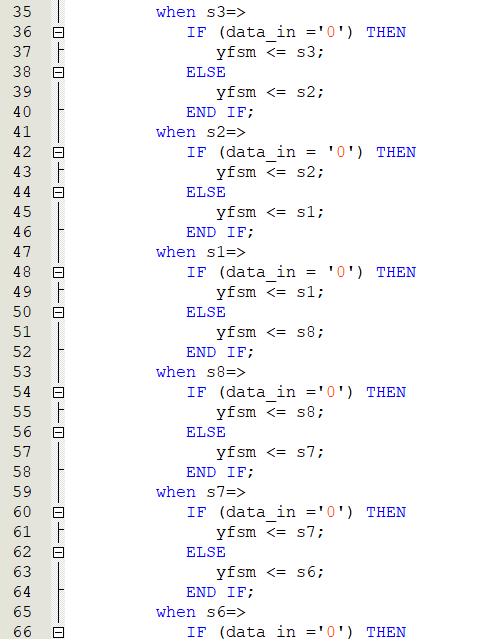 35 when s3=>
36 IF (data_in ='0') THEN
37 yfsm <= s3;
38 ELSE
39 yfsm <= s2;
40 END IF;
41 when s2=>
42 IF (data_in = '0') THEN
43 yfsm <= s2;
44 ELSE
45 yfsm <= s1;
46 END IF;
47 when s1=>
48 IF (data_in = '0') THEN
49 yfsm <= s1;
50 ELSE
51 yfsm <= s8;
52 END IF;
53 when s8=>
54 IF (data_in ='0') THEN
55 yfsm <= s8;
56 ELSE
57 yfsm <= s7;
58 END IF;
59 when s7=>
60 IF (data_in ='0') THEN
61 yfsm <= s7;
62 ELSE
63 yfsm <= s6;
64 END IF;
65 when s6=>
66 IF (data_in ='0') THEN